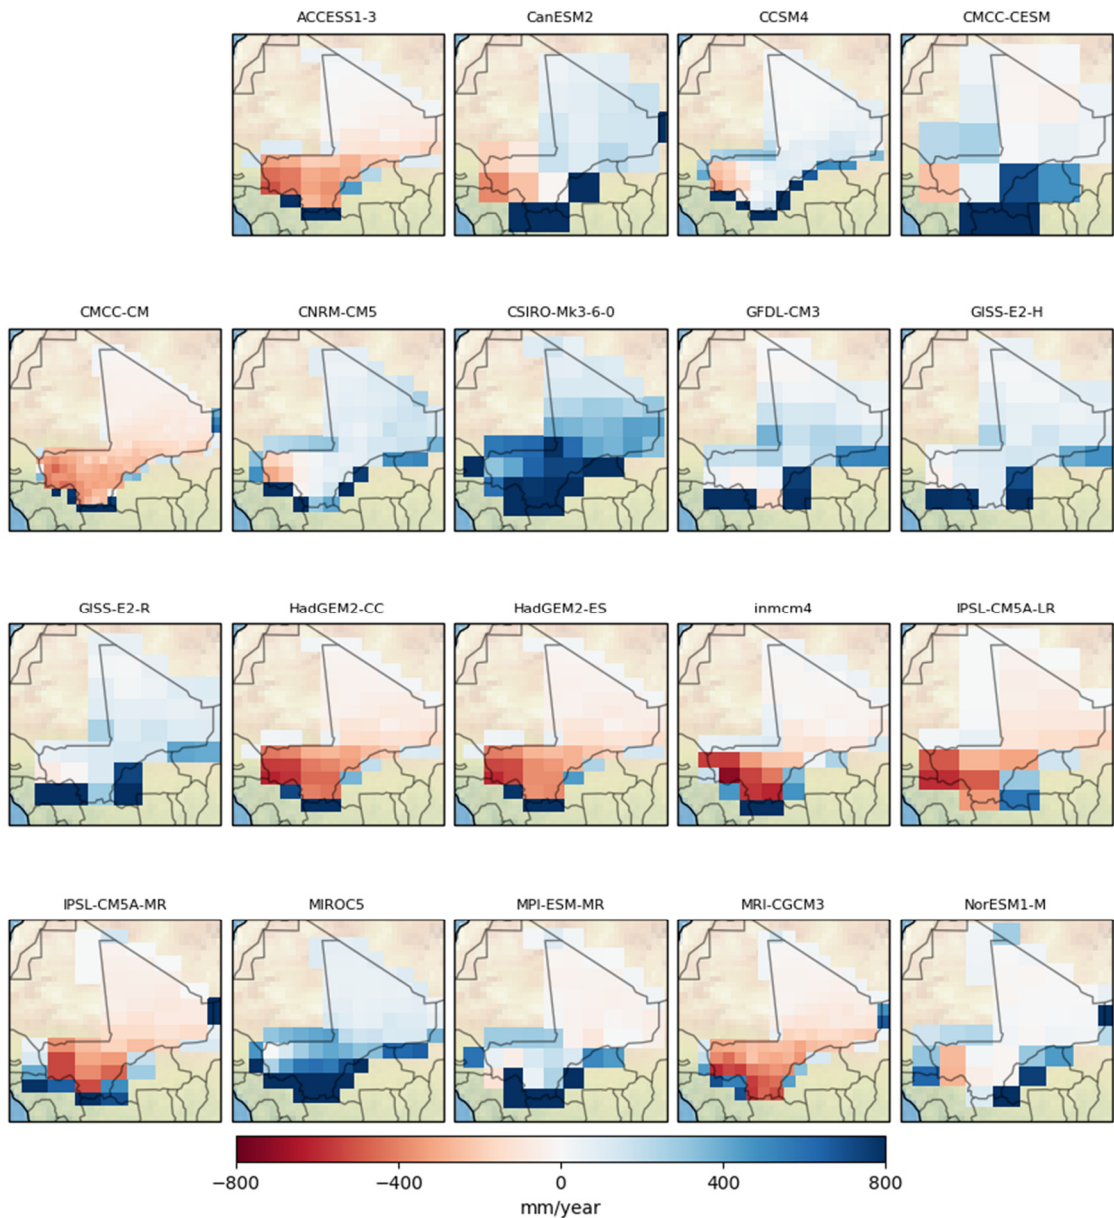 ACCESS1-3 CanESM2 CCSM4 CMCC-CESM
CMCC-CM CNRM-CM5 CSIRO-Mk3-6-0 GFDL-CM3 GISS-E2-H
GISS-E2-R HadGEM2-CC HadGEM2-ES inmcm4 IPSL-CM5A-LR
IPSL-CM5A-MR MIROC5 MPI-ESM-MR MRI-CGCM3 NorESM1-M
−800 −400 0 400 800
mm/year